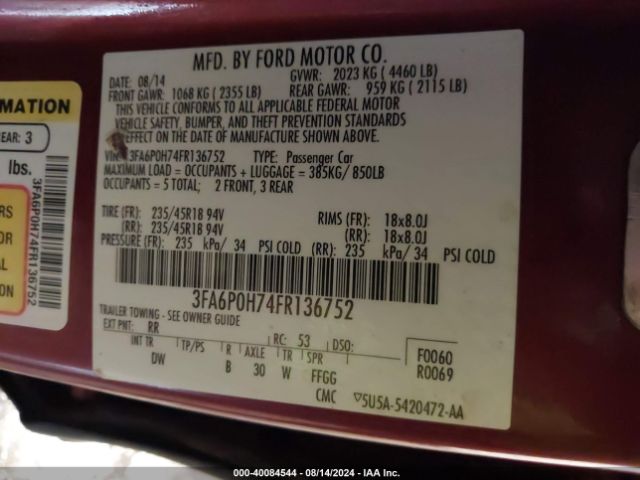 MFD. BY FORD MOTOR CO.
DATE: 08/14 GVWR: 2023 KG ( 4460 LB)
FRONT GAWR: 1068 KG ( 2355 LB) REAR GAWR: 959 KG ( 2115 LB)
THIS VEHICLE CONFORMS TO ALL APPLICABLE FEDERAL MOTOR
VEHICLE SAFETY, BUMPER, AND THEFT PREVENTION STANDARDS
EFFECT ON THE DATE OF MANUFACTURE SHOWN ABOVE.
VIN: 3FA6P0H74FR136752 TYPE: Passenger Car
MAXIMUM LOAD = OCCUPANTS + LUGGAGE = 385KG/ 850LB
OCCUPANTS = 5 TOTAL; 2 FRONT, 3 REAR
TIRE (FR): 235/45R18 94V RIMS (FR): 18x8.0J
(RR): 235/45R18 94V (RR): 18x8.0J
PRESSURE (FR): 235 kPa/ 34 PSI COLD (RR): 235 kPa/ 34 PSI COLD
3FA6P0H74FR136752
TRAILER TOWING - SEE OWNER GUIDE
EXT PNT: RR RC: 53 DSO:
INT TR TP/PS R AXLE TR SPR F0060
DW B 30 W FFGG R0069
CMC ▽5U5A-5420472-AA
RMATION
EAR: 3
lbs.
RS
OR
AL
ION
3FA6P0H74FR136752
000-40084544 - 08/14/2024 - IAA Inc.